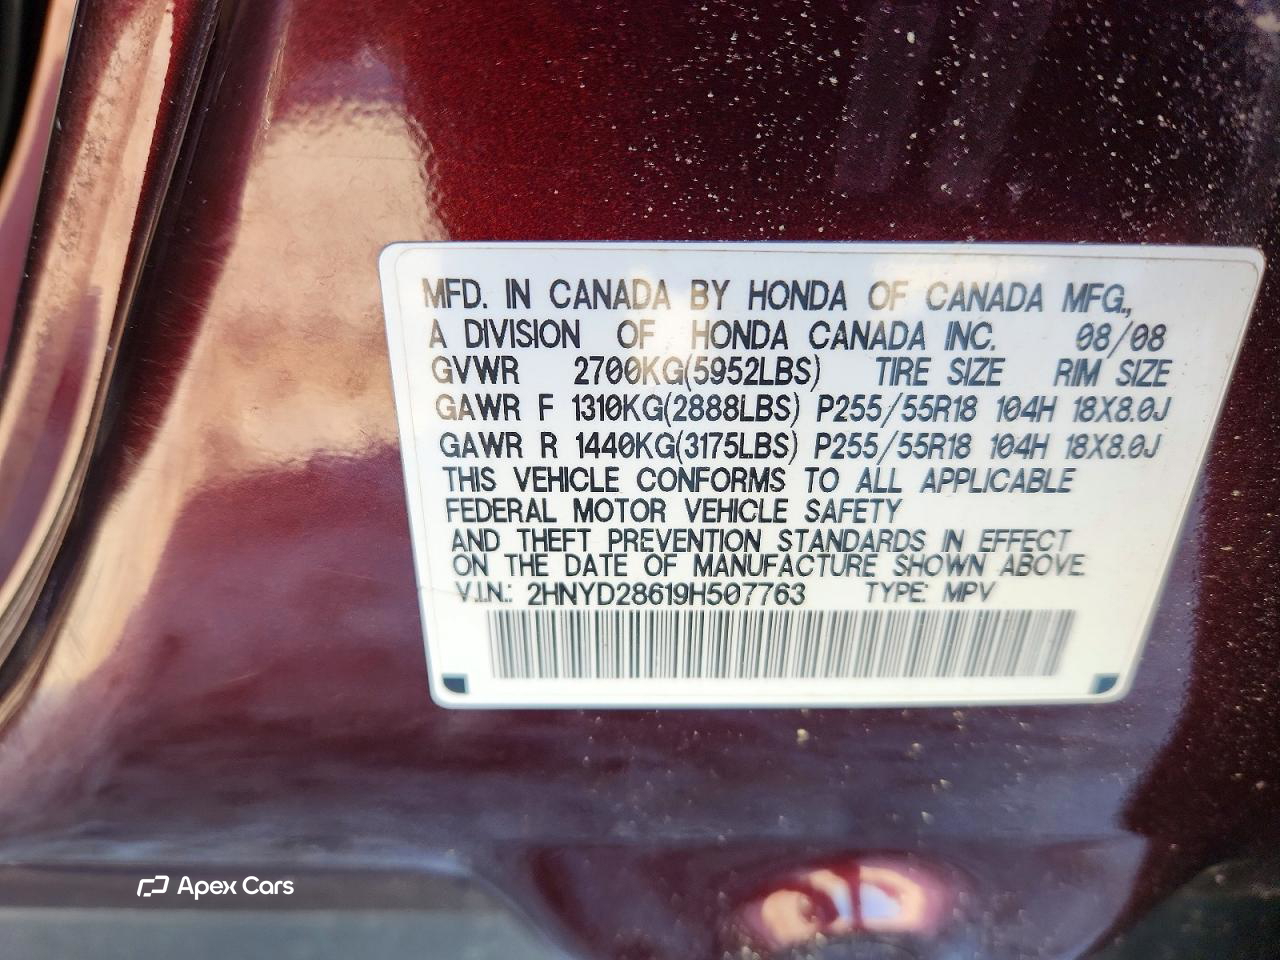 MFD. IN CANADA BY HONDA OF CANADA MFG.,
A DIVISION OF HONDA CANADA INC. 08/08
GVWR 2700KG(5952LBS) TIRE SIZE RIM SIZE
GAWR F 1310KG(2888LBS) P255/55R18 104H 18X8.0J
GAWR R 1440KG(3175LBS) P255/55R18 104H 18X8.0J
THIS VEHICLE CONFORMS TO ALL APPLICABLE
FEDERAL MOTOR VEHICLE SAFETY
AND THEFT PREVENTION STANDARDS IN EFFECT
ON THE DATE OF MANUFACTURE SHOWN ABOVE
V.I.N.: 2HNYD28619H507763 TYPE: MPV
Apex Cars